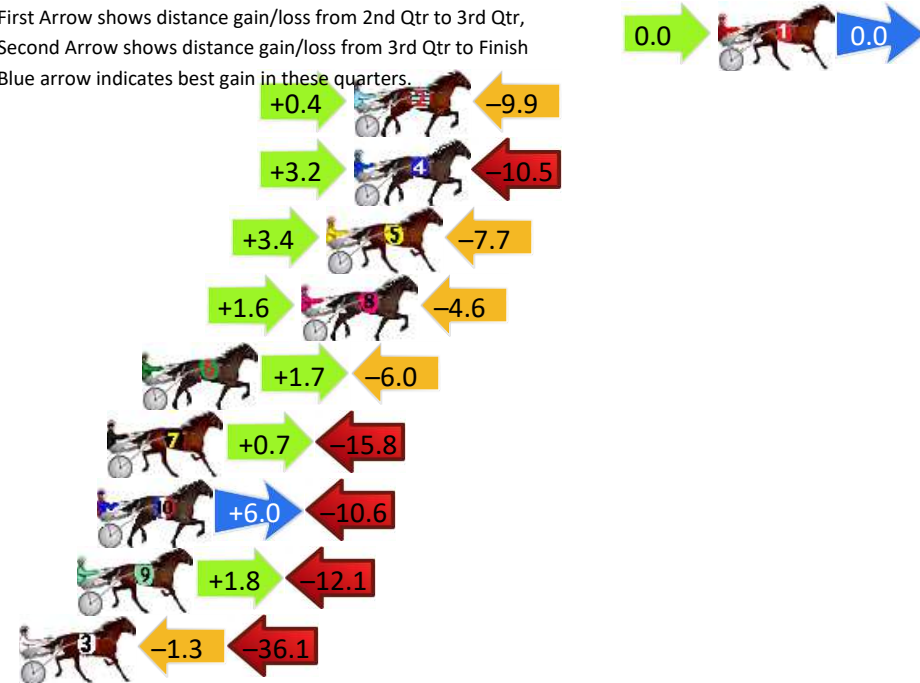 First Arrow shows distance gain/loss from 2nd Qtr to 3rd Qtr,
Second Arrow shows distance gain/loss from 3rd Qtr to Finish
Blue arrow indicates best gain in these quarters.
0.0 1 0.0
+0.4 2 –9.9
+3.2 4 –10.5
+3.4 5 –7.7
+1.6 8 –4.6
6 +1.7 –6.0
7 +0.7 –15.8
10 +6.0 –10.6
9 +1.8 –12.1
3 –1.3 –36.1